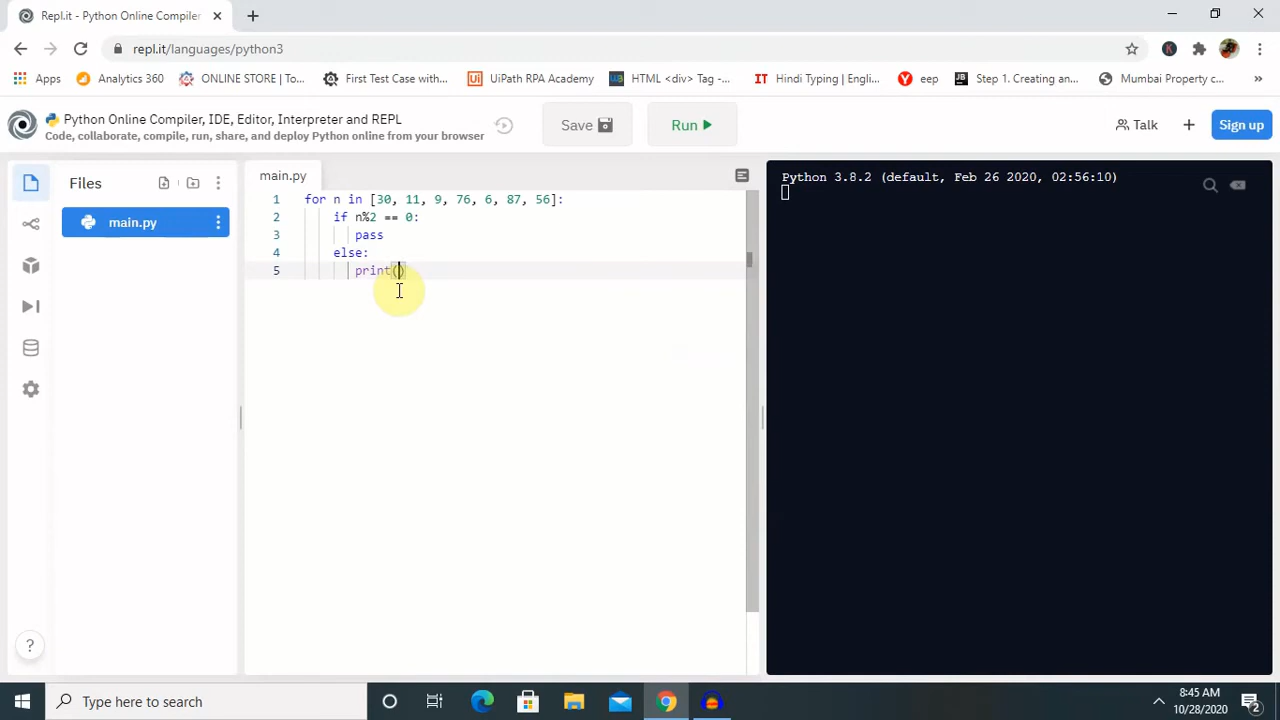 Repl.it - Python Online Compiler
repl.it/languages/python3
Apps
Analytics 360
ONLINE STORE | To...
First Test Case with...
Ui
UiPath RPA Academy
HTML <div> Tag -...
IT
Hindi Typing | Engli...
Y
eep
JB
Step 1. Creating an...
Mumbai Property c...
»
K
Python Online Compiler, IDE, Editor, Interpreter and REPL
Code, collaborate, compile, run, share, and deploy Python online from your browser
Save
Run
Talk
Sign up
Files
main.py
main.py
1 for n in [30, 11, 9, 76, 6, 87, 56]:
2 if n%2 == 0:
3 pass
4 else:
5 print()
Python 3.8.2 (default, Feb 26 2020, 02:56:10)
?
Type here to search
8:45 AM
10/28/2020
2